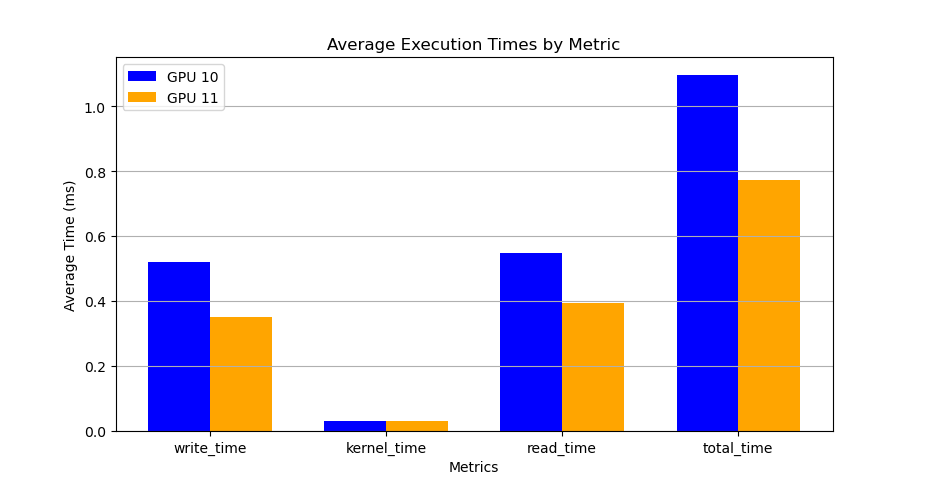 Average Execution Times by Metric
GPU 10
GPU 11
Average Time (ms)
1.0
0.8
0.6
0.4
0.2
0.0
write_time
kernel_time
read_time
total_time
Metrics